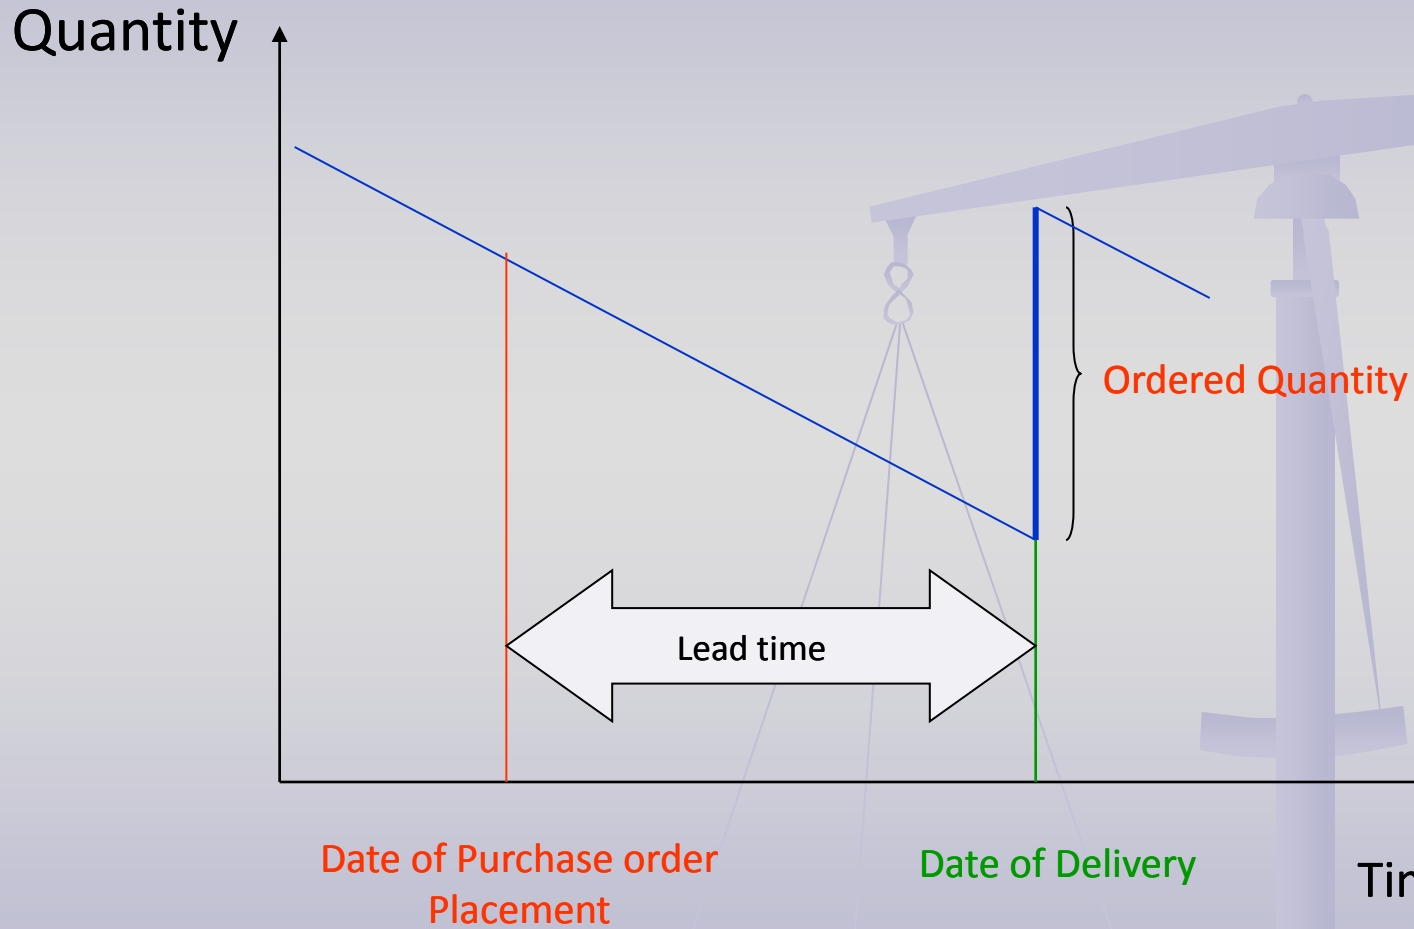 Quantity
Ordered Quantity
Lead time
Date of Purchase order
Placement
Date of Delivery